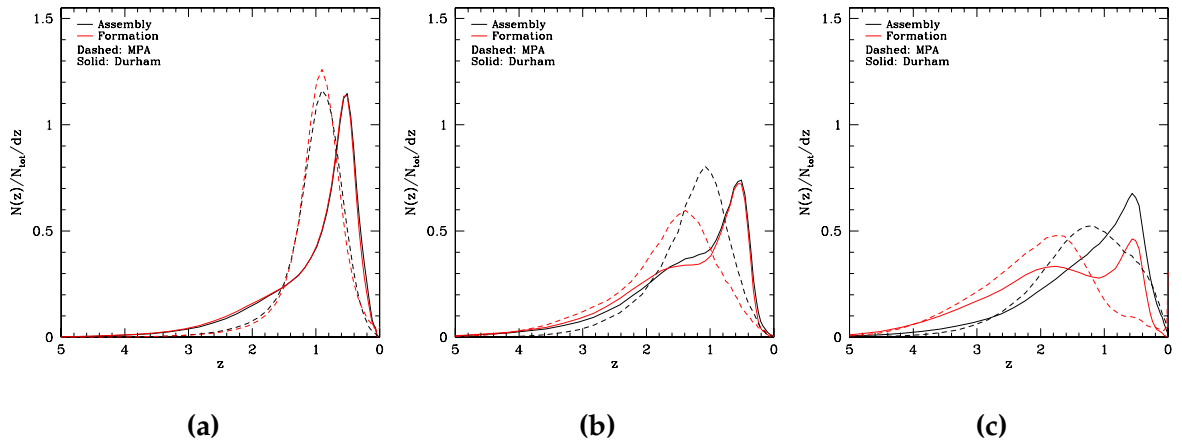 1.5
1
0.5
0
N(z)/N_tot/dz
Assembly
Formation
Dashed: MPA
Solid: Durham
5 4 3 2 1 0
z
(a)
1.5
1
0.5
0
N(z)/N_tot/dz
Assembly
Formation
Dashed: MPA
Solid: Durham
5 4 3 2 1 0
z
(b)
1.5
1
0.5
0
N(z)/N_tot/dz
Assembly
Formation
Dashed: MPA
Solid: Durham
5 4 3 2 1 0
z
(c)